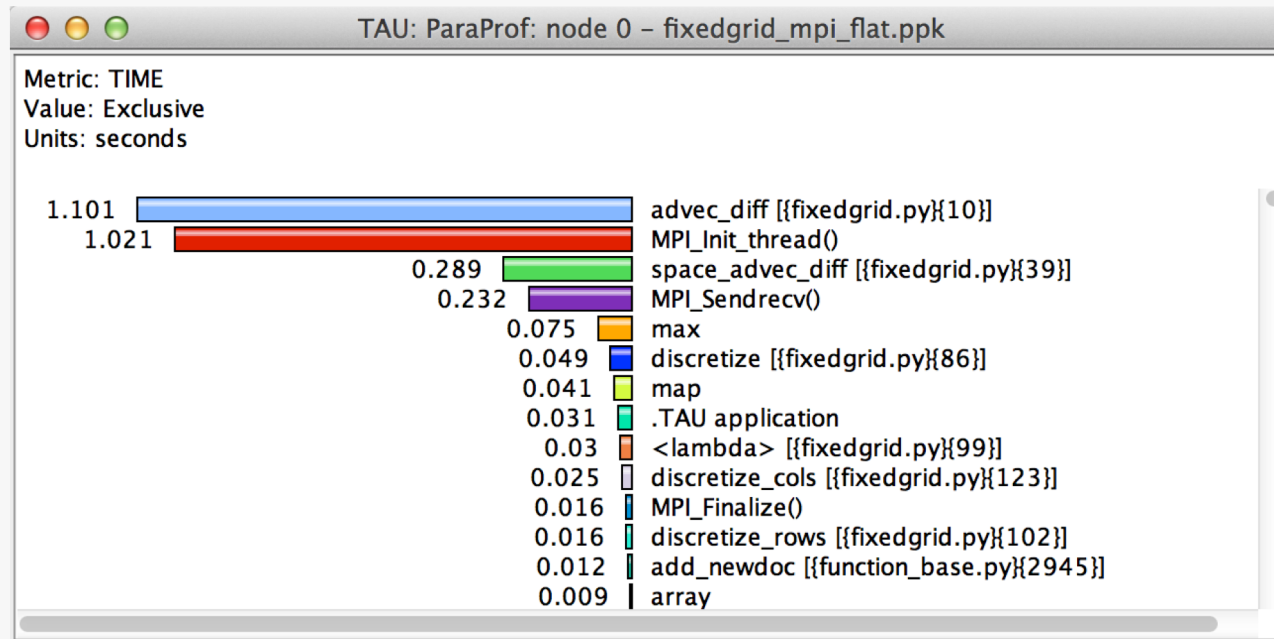 TAU: ParaProf: node 0 – fixedgrid_mpi_flat.ppk
Metric: TIME
Value: Exclusive
Units: seconds
1.101 advec_diff [{fixedgrid.py}{10}]
1.021 MPI_Init_thread()
0.289 space_advec_diff [{fixedgrid.py}{39}]
0.232 MPI_Sendrecv()
0.075 max
0.049 discretize [{fixedgrid.py}{86}]
0.041 map
0.031 .TAU application
0.03 <lambda> [{fixedgrid.py}{99}]
0.025 discretize_cols [{fixedgrid.py}{123}]
0.016 MPI_Finalize()
0.016 discretize_rows [{fixedgrid.py}{102}]
0.012 add_newdoc [{function_base.py}{2945}]
0.009 array